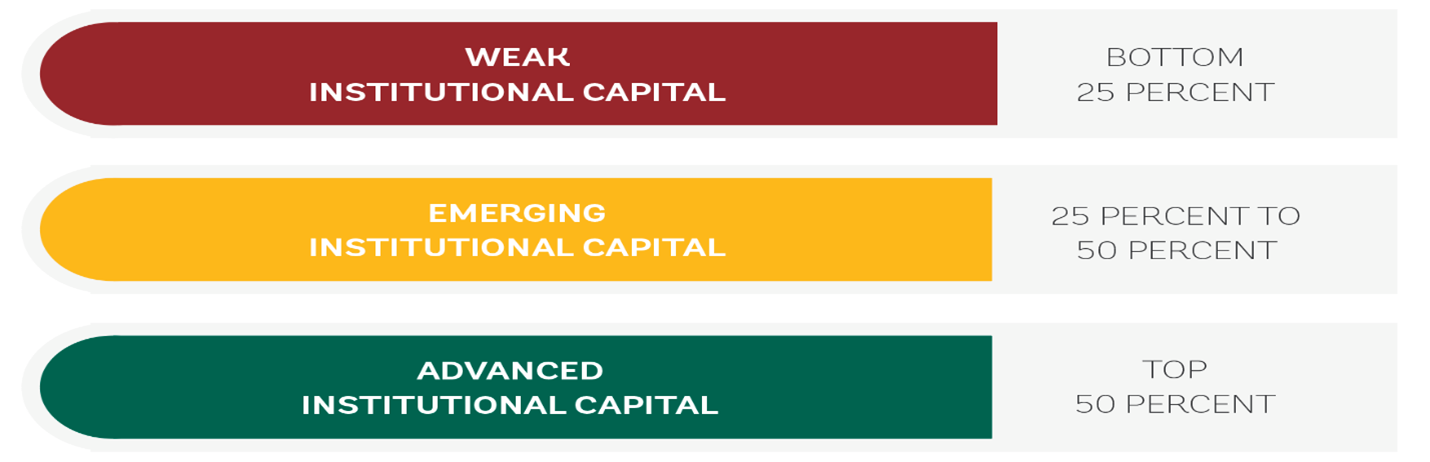 WEAK
INSTITUTIONAL CAPITAL
BOTTOM
25 PERCENT
EMERGING
INSTITUTIONAL CAPITAL
25 PERCENT TO
50 PERCENT
ADVANCED
INSTITUTIONAL CAPITAL
TOP
50 PERCENT